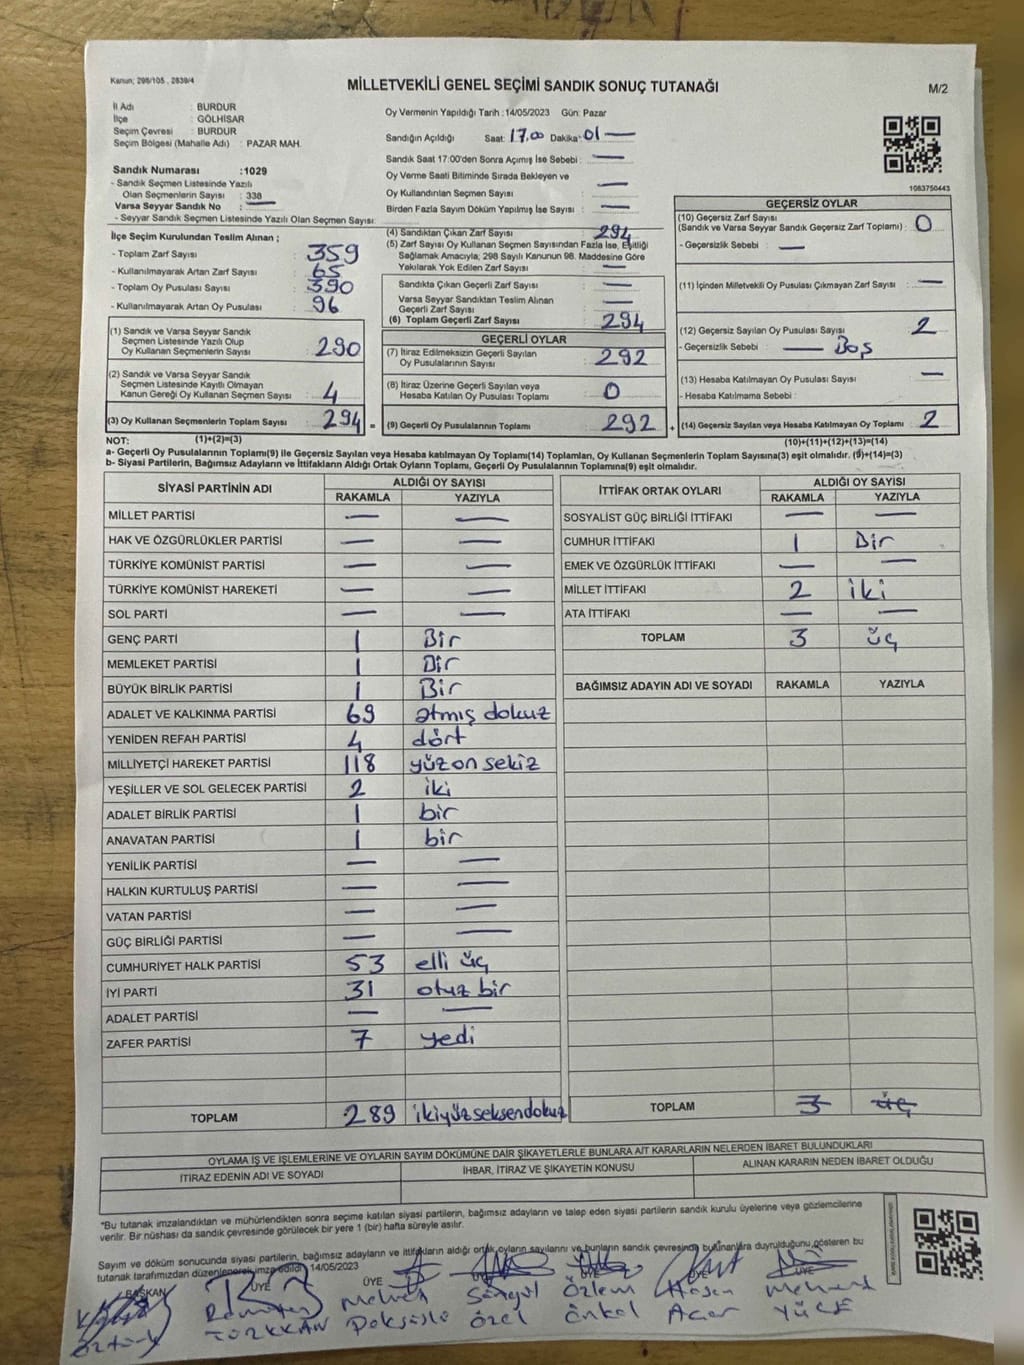 Kanun; 298/105 , 2839/4
MİLLETVEKİLİ GENEL SEÇİMİ SANDIK SONUÇ TUTANAĞI
M/2
İl Adı : BURDUR
İlçe : GÖLHİSAR
Seçim Çevresi : BURDUR
Seçim Bölgesi (Mahalle Adı) : PAZAR MAH.
Sandık Numarası :1029
- Sandık Seçmen Listesinde Yazılı
Olan Seçmenlerin Sayısı : 338
Varsa Seyyar Sandık No : —
- Seyyar Sandık Seçmen Listesinde Yazılı Olan Seçmen Sayısı:
Oy Vermenin Yapıldığı Tarih :14/05/2023 Gün: Pazar
Sandığın Açıldığı Saat: 17.00 Dakika: 01 —
Sandık Saat 17:00'den Sonra Açımış İse Sebebi : —
Oy Verme Saati Bitiminde Sırada Bekleyen ve
Oy Kullandırılan Seçmen Sayısı : —
Birden Fazla Sayım Döküm Yapılmış İse Sayısı : —
1083750443
İlçe Seçim Kurulundan Teslim Alınan ;
- Toplam Zarf Sayısı : 359
- Kullanılmayarak Artan Zarf Sayısı : 65
- Toplam Oy Pusulası Sayısı : 390
- Kullanılmayarak Artan Oy Pusulası : 96
(1) Sandık ve Varsa Seyyar Sandık
Seçmen Listesinde Yazılı Olup
Oy Kullanan Seçmenlerin Sayısı : 290
(2) Sandık ve Varsa Seyyar Sandık
Seçmen Listesinde Kayıtlı Olmayan
Kanun Gereği Oy Kullanan Seçmen Sayısı : 4
(3) Oy Kullanan Seçmenlerin Toplam Sayısı : 294 =
(4) Sandıktan Çıkan Zarf Sayısı : 294
(5) Zarf Sayısı Oy Kullanan Seçmen Sayısından Fazla İse, Eşitliği
Sağlamak Amacıyla; 298 Sayılı Kanunun 98. Maddesine Göre
Yakılarak Yok Edilen Zarf Sayısı : —
Sandıkta Çıkan Geçerli Zarf Sayısı : —
Varsa Seyyar Sandıktan Teslim Alınan
Geçerli Zarf Sayısı : —
(6) Toplam Geçerli Zarf Sayısı : 294
GEÇERLİ OYLAR
(7) İtiraz Edilmeksizin Geçerli Sayılan
Oy Pusulalarının Sayısı : 292
(8) İtiraz Üzerine Geçerli Sayılan veya
Hesaba Katılan Oy Pusulası Toplamı : 0
(9) Geçerli Oy Pusulalarının Toplamı : 292 +
GEÇERSİZ OYLAR
(10) Geçersiz Zarf Sayısı
(Sandık ve Varsa Seyyar Sandık Geçersiz Zarf Toplamı) : 0
- Geçersizlik Sebebi : —
(11) İçinden Milletvekili Oy Pusulası Çıkmayan Zarf Sayısı : —
(12) Geçersiz Sayılan Oy Pusulası Sayısı : 2
- Geçersizlik Sebebi : — Boş
(13) Hesaba Katılmayan Oy Pusulası Sayısı : —
- Hesaba Katılmama Sebebi :
(14) Geçersiz Sayılan veya Hesaba Katılmayan Oy Toplamı : 2
NOT: (1)+(2)=(3) (10)+(11)+(12)+(13)=(14)
a- Geçerli Oy Pusulasının Toplamı(9) ile Geçersiz Sayılan veya Hesaba katılmayan Oy Toplamı(14) Toplamları, Oy Kullanan Seçmenlerin Toplam Sayısına(3) eşit olmalıdır. (9)+(14)=(3)
b- Siyasi Partilerin, Bağımsız Adayların ve İttifakların Aldığı Ortak Oyların Toplamı, Geçerli Oy Pusulalarının Toplamına(9) eşit olmalıdır.
SİYASİ PARTİNİN ADI ALDIĞI OY SAYISI
RAKAMLA YAZIYLA
MİLLET PARTİSİ — —
HAK VE ÖZGÜRLÜKLER PARTİSİ — —
TÜRKİYE KOMÜNİST PARTİSİ — —
TÜRKİYE KOMÜNİST HAREKETİ — —
SOL PARTİ — —
GENÇ PARTİ 1 Bir
MEMLEKET PARTİSİ 1 Bir
BÜYÜK BİRLİK PARTİSİ 1 Bir
ADALET VE KALKINMA PARTİSİ 69 atmış dokuz
YENİDEN REFAH PARTİSİ 4 dört
MİLLİYETÇİ HAREKET PARTİSİ 118 yüz on sekiz
YEŞİLLER VE SOL GELECEK PARTİSİ 2 iki
ADALET BİRLİK PARTİSİ 1 bir
ANAVATAN PARTİSİ 1 bir
YENİLİK PARTİSİ — —
HALKIN KURTULUŞ PARTİSİ — —
VATAN PARTİSİ — —
GÜÇ BİRLİĞİ PARTİSİ — —
CUMHURİYET HALK PARTİSİ 53 elli üç
İYİ PARTİ 31 otuz bir
ADALET PARTİSİ — —
ZAFER PARTİSİ 7 yedi
TOPLAM 289 ikiyüz seksen dokuz
İTTİFAK ORTAK OYLARI ALDIĞI OY SAYISI
RAKAMLA YAZIYLA
SOSYALİST GÜÇ BİRLİĞİ İTTİFAKI — —
CUMHUR İTTİFAKI 1 Bir
EMEK VE ÖZGÜRLÜK İTTİFAKI — —
MİLLET İTTİFAKI 2 iki
ATA İTTİFAKI — —
TOPLAM 3 üç
BAĞIMSIZ ADAYIN ADI VE SOYADI RAKAMLA YAZIYLA
TOPLAM 3 üç
OYLAMA İŞ VE İŞLEMLERİNE VE OYLARIN SAYIM DÖKÜMÜNE DAİR ŞİKAYETLERLE BUNLARA AİT KARARLARIN NELERDEN İBARET BULUNDUKLARI
İTİRAZ EDENİN ADI VE SOYADI İHBAR, İTİRAZ VE ŞİKAYETİN KONUSU ALINAN KARARIN NEDEN İBARET OLDUĞU
*Bu tutanak imzalandıktan ve mühürlendikten sonra seçime katılan siyasi partilerin, bağımsız adayların ve talep eden siyasi partilerin sandık kurulu üyelerine veya gözlemcilerine
verilir. Bir nüshası da sandık çevresinde görülecek bir yere 1 (bir) hafta süreyle asılır.
Sayım ve döküm sonucunda siyasi partilerin, bağımsız adayların ve ittifakların aldığı ortak oyların sayılarını ve bunların sandık çevresinde bulunanlara duyrulduğunu gösteren bu
tutanak tarafımızdan düzenlenerek imza edildi 14/05/2023
BAŞKAN ÜYE ÜYE ÜYE ÜYE ÜYE ÜYE
Öztürk Ramazan Mehmet Songül Özlem Hasan Mehmet
TÜRKKAN Özel Önkol Acar YÜCE